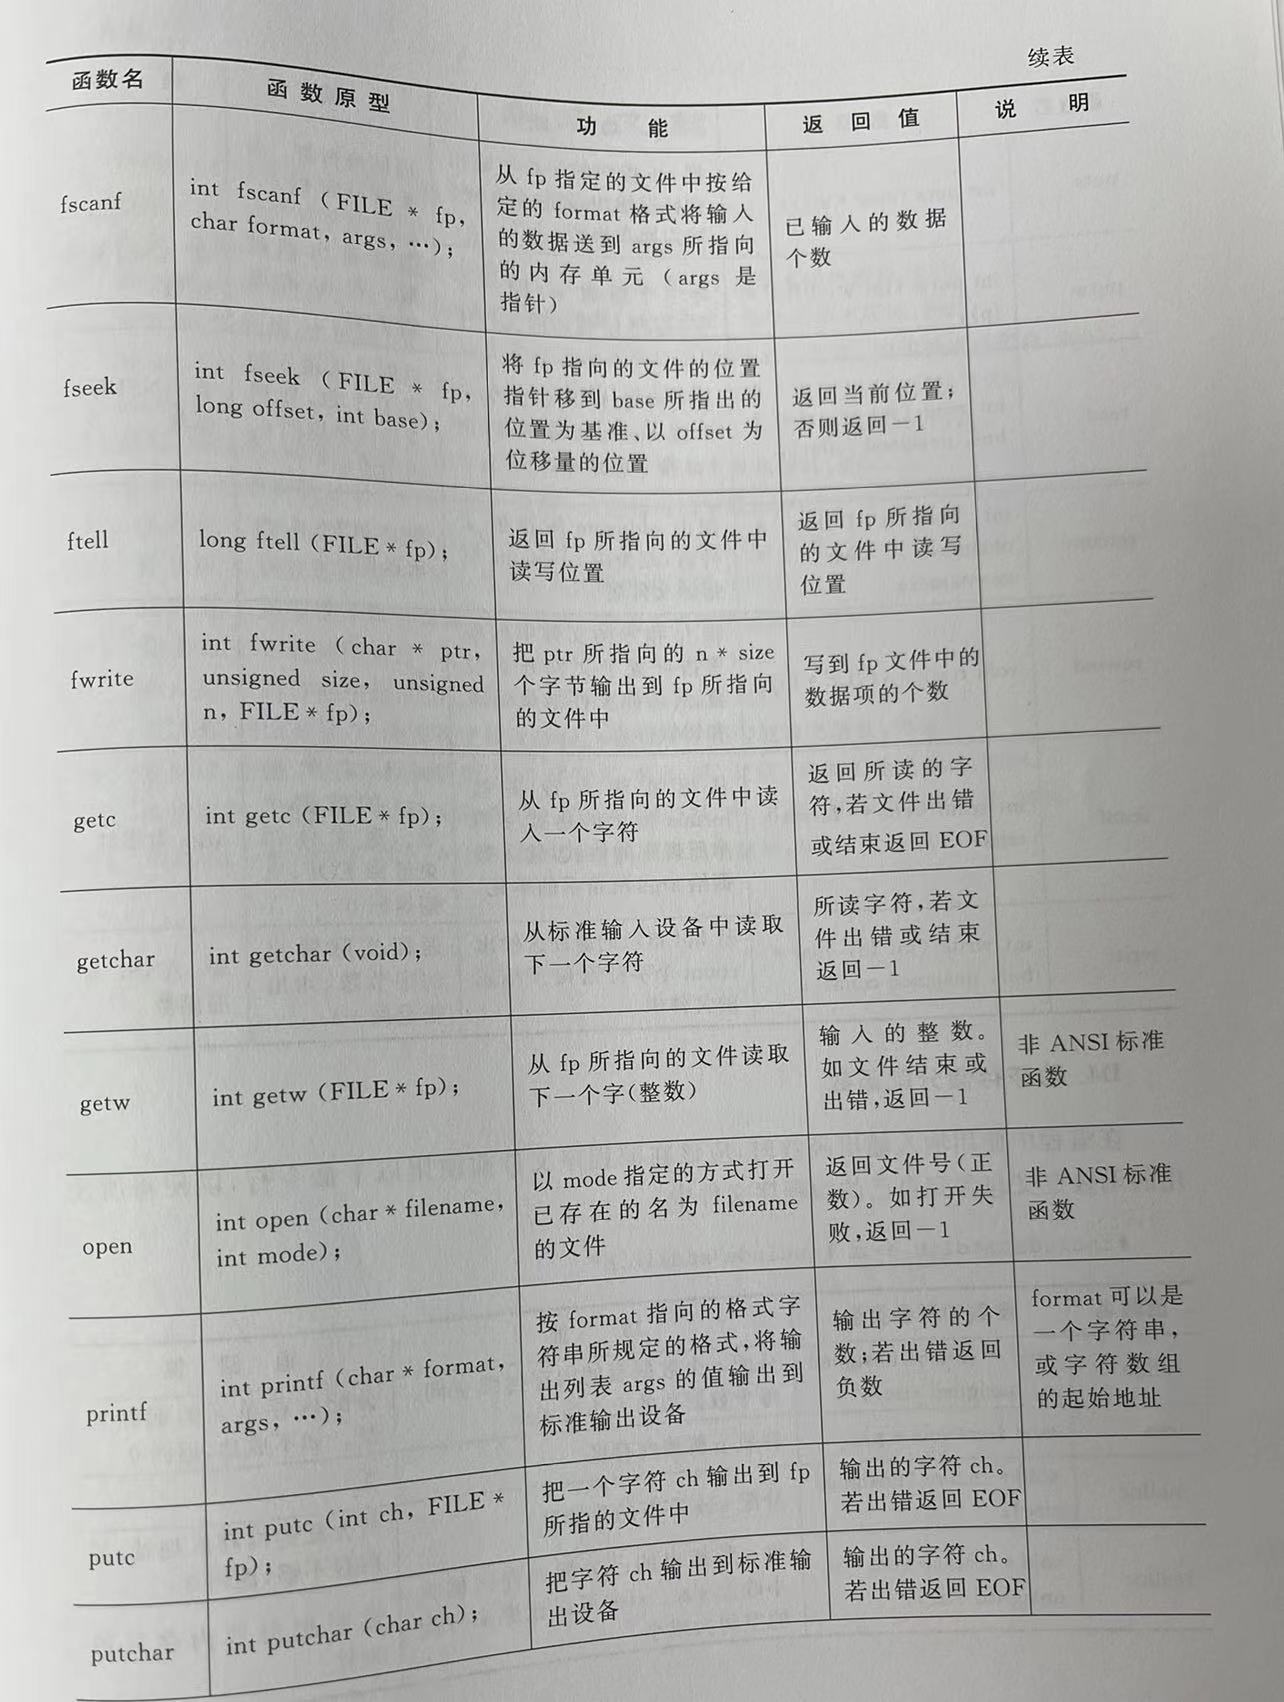 续表
函数名 函数原型 功 能 返 回 值 说 明
fscanf
int fscanf (FILE * fp,
char format, args, …);
从 fp 指定的文件中按给
定的 format 格式将输入
的数据送到 args 所指向
的内存单元(args 是
指针)
已输入的数据
个数
fseek
int fseek (FILE * fp,
long offset, int base);
将 fp 指向的文件的位置
指针移到 base 所指出的
位置为基准、以 offset 为
位移量的位置
返回当前位置;
否则返回-1
ftell
long ftell (FILE * fp);
返回 fp 所指向的文件中
读写位置
返回 fp 所指向
的文件中读写
位置
fwrite
int fwrite (char * ptr,
unsigned size, unsigned
n, FILE * fp);
把 ptr 所指向的 n * size
个字节输出到 fp 所指向
的文件中
写到 fp 文件中的
数据项的个数
getc
int getc (FILE * fp);
从 fp 所指向的文件中读
入一个字符
返回所读的字
符,若文件出错
或结束返回 EOF
getchar
int getchar (void);
从标准输入设备中读取
下一个字符
所读字符,若文
件出错或结束
返回-1
getw
int getw (FILE * fp);
从 fp 所指向的文件读取
下一个字(整数)
输入的整数。
如文件结束或
出错,返回-1
非 ANSI 标准
函数
open
int open (char * filename,
int mode);
以 mode 指定的方式打开
已存在的名为 filename
的文件
返回文件号(正
数)。如打开失
败,返回-1
非 ANSI 标准
函数
printf
int printf (char * format,
args, …);
按 format 指向的格式字
符串所规定的格式,将输
出列表 args 的值输出到
标准输出设备
输出字符的个
数;若出错返回
负数
format 可以是
一个字符串,
或字符数组
的起始地址
putc
int putc (int ch, FILE *
fp);
把一个字符 ch 输出到 fp
所指的文件中
输出的字符 ch。
若出错返回 EOF
putchar
int putchar (char ch);
把字符 ch 输出到标准输
出设备
输出的字符 ch。
若出错返回 EOF